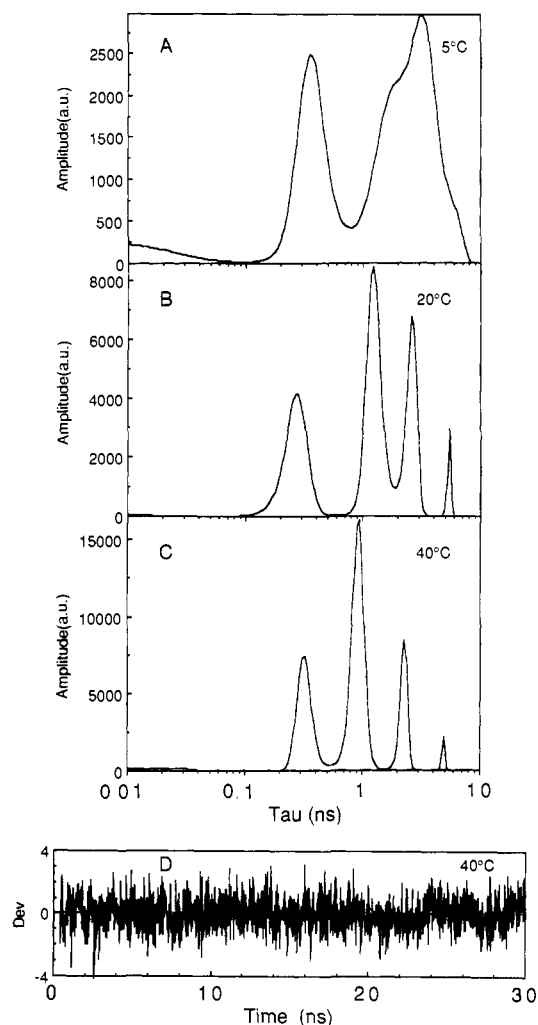 A
5°C
Amplitude(a.u.)
2500
2000
1500
1000
500
0
B
20°C
Amplitude(a.u.)
8000
6000
4000
2000
0
C
40°C
Amplitude(a.u.)
15000
10000
5000
0
0 01 0.1 1 10
Tau (ns)
D
40°C
Dev
4
0
-4
0 10 20 30
Time (ns)